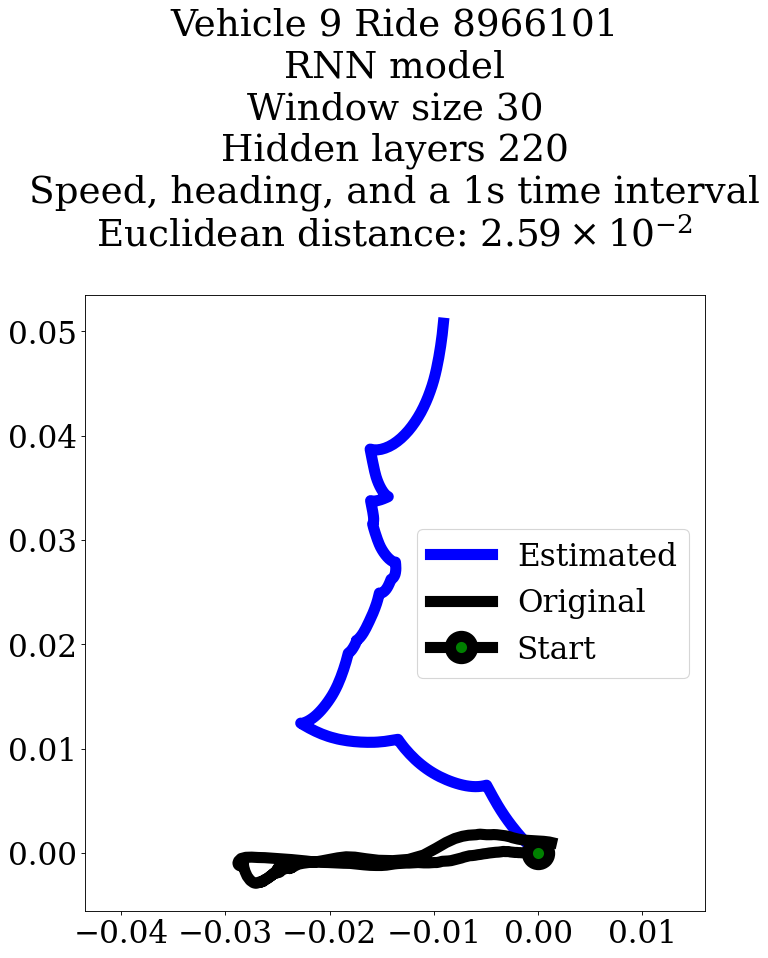 Vehicle 9 Ride 8966101
RNN model
Window size 30
Hidden layers 220
Speed, heading, and a 1s time interval
Euclidean distance: 2.59 × 10⁻²
0.05
0.04
0.03
0.02
0.01
0.00
Estimated
Original
Start
−0.04 −0.03 −0.02 −0.01 0.00 0.01